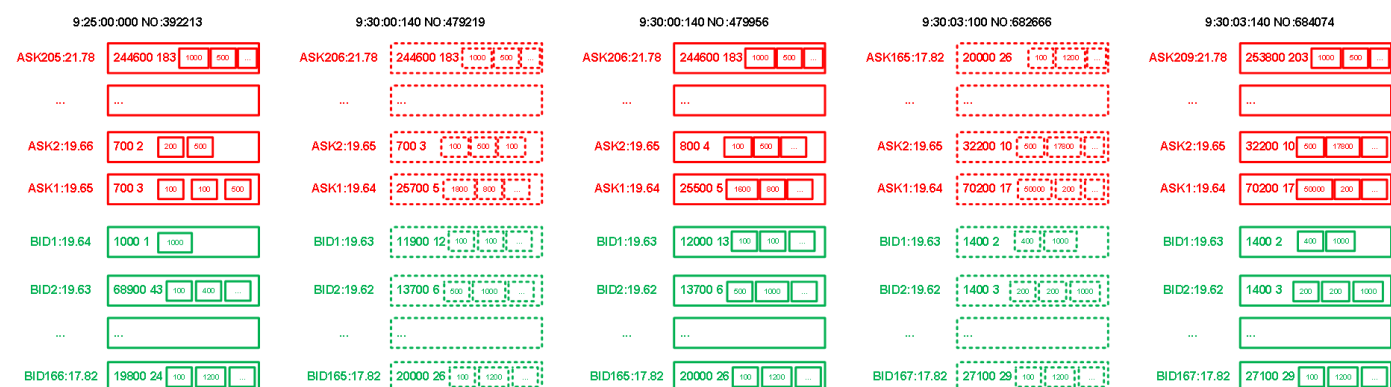 9:25:00:000 NO:392213
ASK205:21.78 244600 183 1000 500 ...
... ...
ASK2:19.66 700 2 200 500
ASK1:19.65 700 3 100 100 500
BID1:19.64 1000 1 1000
BID2:19.63 68900 43 100 400 ...
... ...
BID166:17.82 19800 24 100 1200 ...
9:30:00:140 NO:479219
ASK206:21.78 244600 183 1000 500 ...
... ...
ASK2:19.65 700 3 100 500 100
ASK1:19.64 25700 5 1800 800 ...
BID1:19.63 11900 12 100 100 ...
BID2:19.62 13700 6 500 1000 ...
... ...
BID165:17.82 20000 26 100 1200 ...
9:30:00:140 NO:479956
ASK206:21.78 244600 183 1000 500 ...
... ...
ASK2:19.65 800 4 100 500 ...
ASK1:19.64 25500 5 1600 800 ...
BID1:19.63 12000 13 100 100 ...
BID2:19.62 13700 6 500 1000 ...
... ...
BID165:17.82 20000 26 100 1200 ...
9:30:03:100 NO:682666
ASK165:17.82 20000 26 100 1200 ...
... ...
ASK2:19.65 32200 10 500 17800 ...
ASK1:19.64 70200 17 50000 200 ...
BID1:19.63 1400 2 400 1000
BID2:19.62 1400 3 200 200 1000
... ...
BID167:17.82 27100 29 100 1200 ...
9:30:03:140 NO:684074
ASK209:21.78 253800 203 1000 500 ...
... ...
ASK2:19.65 32200 10 500 17800 ...
ASK1:19.64 70200 17 50000 200 ...
BID1:19.63 1400 2 400 1000
BID2:19.62 1400 3 200 200 1000
... ...
BID167:17.82 27100 29 100 1200 ...